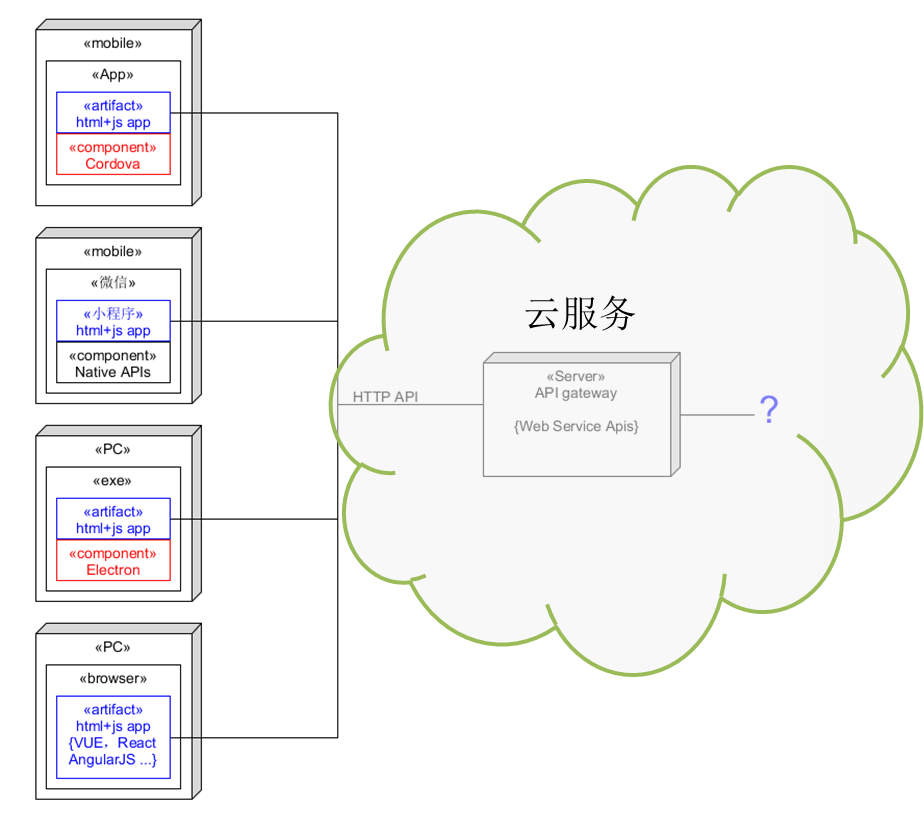 «mobile»
«App»
«artifact»
html+js app
«component»
Cordova
«mobile»
«微信»
«小程序»
html+js app
«component»
Native APIs
«PC»
«exe»
«artifact»
html+js app
«component»
Electron
«PC»
«browser»
«artifact»
html+js app
{VUE，React
AngularJS ...}
云服务
HTTP API
«Server»
API gateway
{Web Service Apis}
?